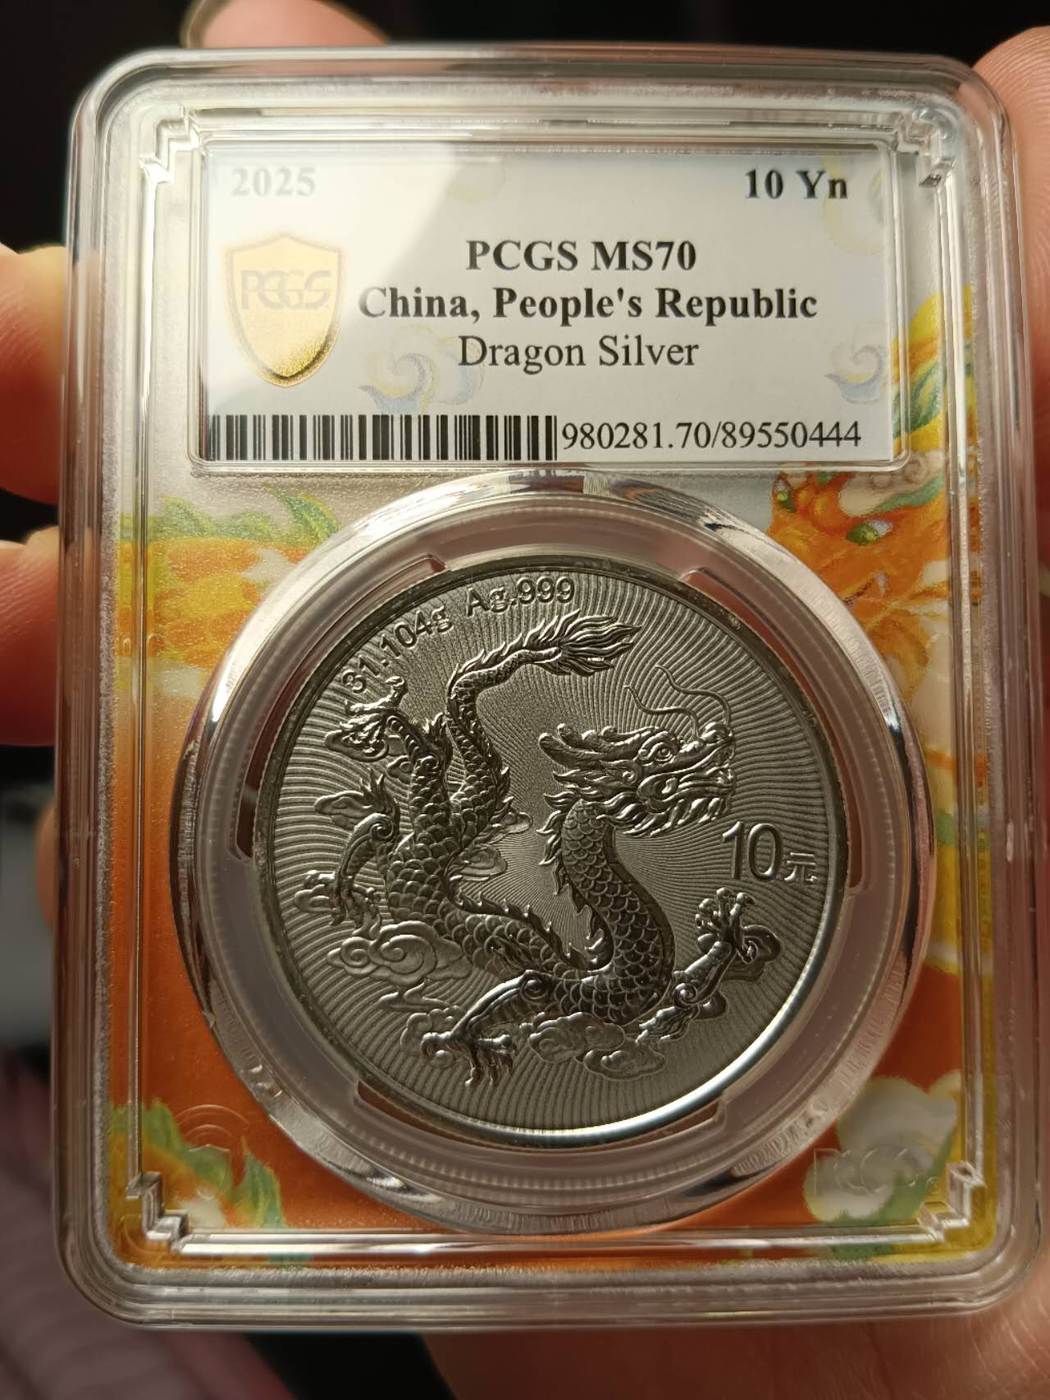 2025 10 Yn
PCGS MS70
PCGS
China, People's Republic
Dragon Silver
980281.70/89550444
31.104g Ag.999
10元